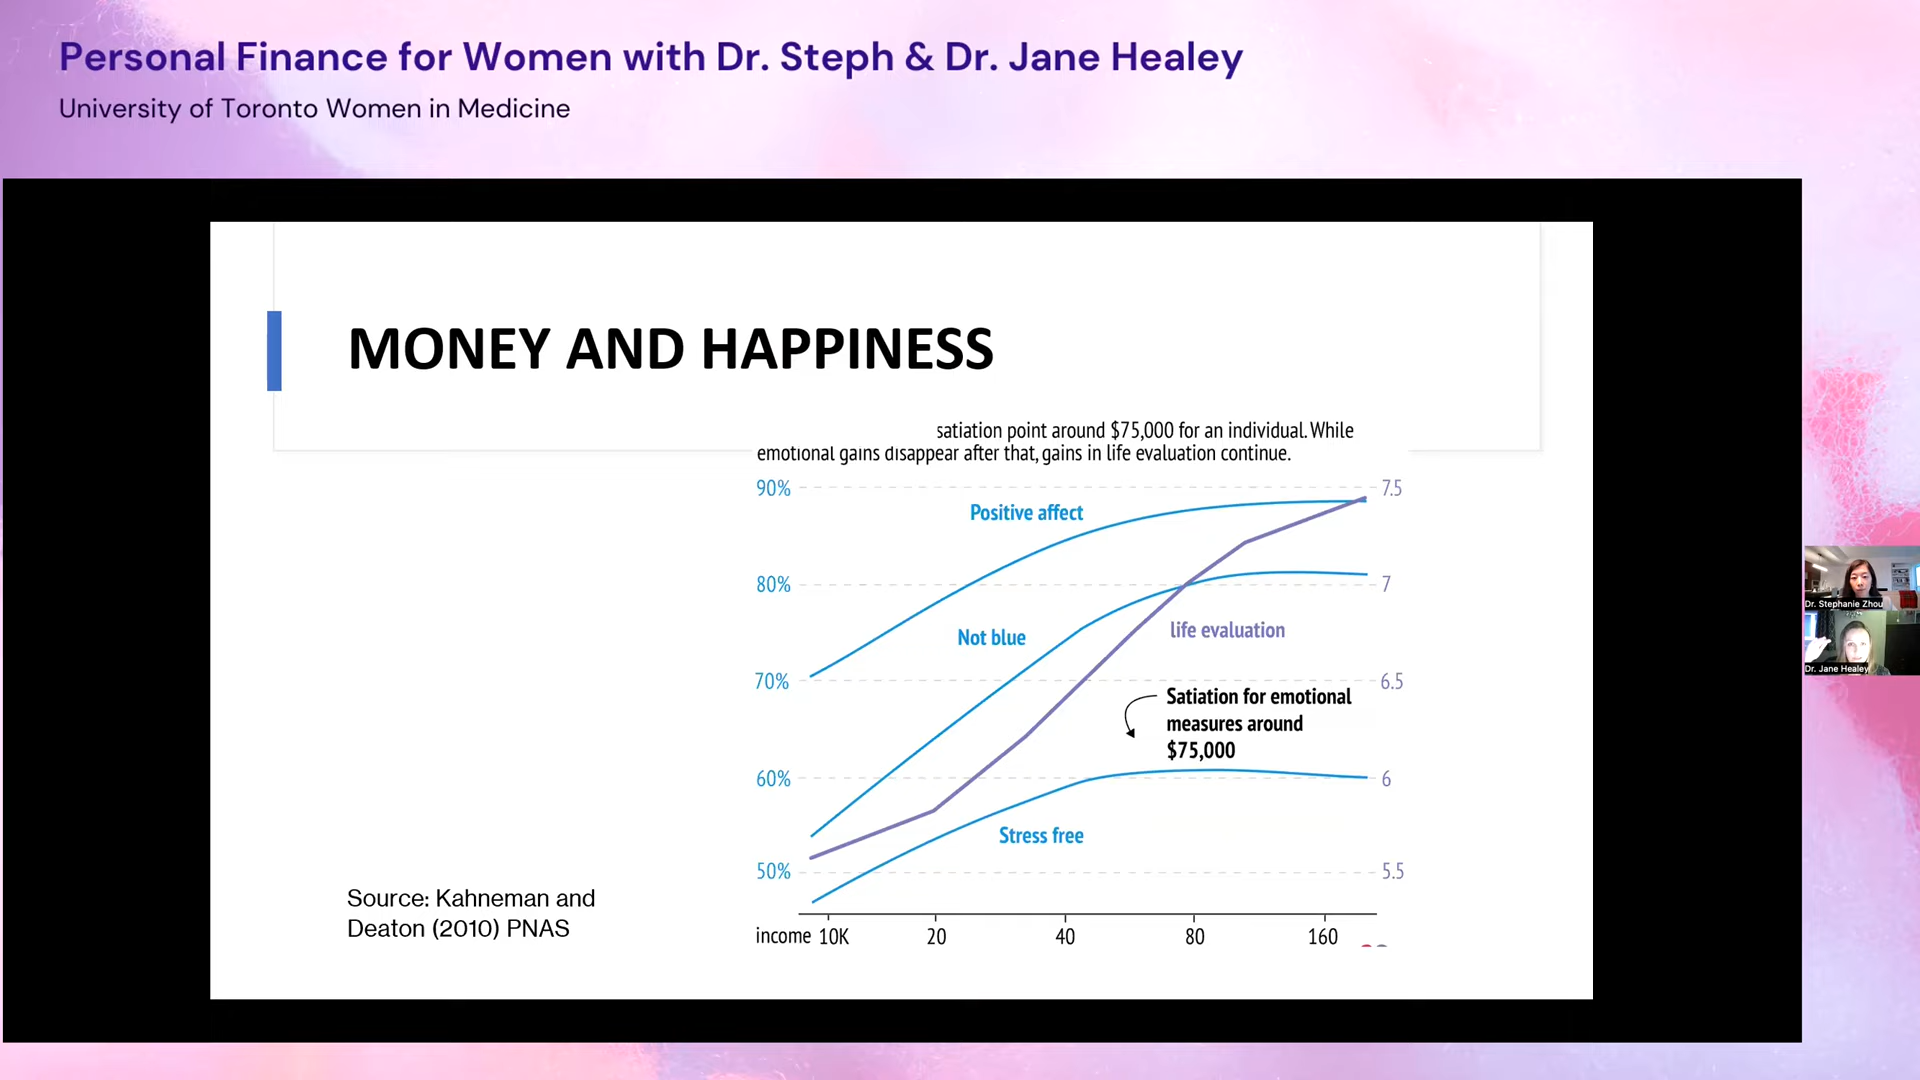 Personal Finance for Women with Dr. Steph & Dr. Jane Healey
University of Toronto Women in Medicine
MONEY AND HAPPINESS
satiation point around $75,000 for an individual. While
emotional gains disappear after that, gains in life evaluation continue.
90%
7.5
Positive affect
80%
7
Not blue
life evaluation
70%
6.5
Satiation for emotional
measures around
$75,000
60%
6
Stress free
50%
5.5
income 10K 20 40 80 160
Source: Kahneman and
Deaton (2010) PNAS
Dr. Stephanie Zhou
Dr. Jane Healey